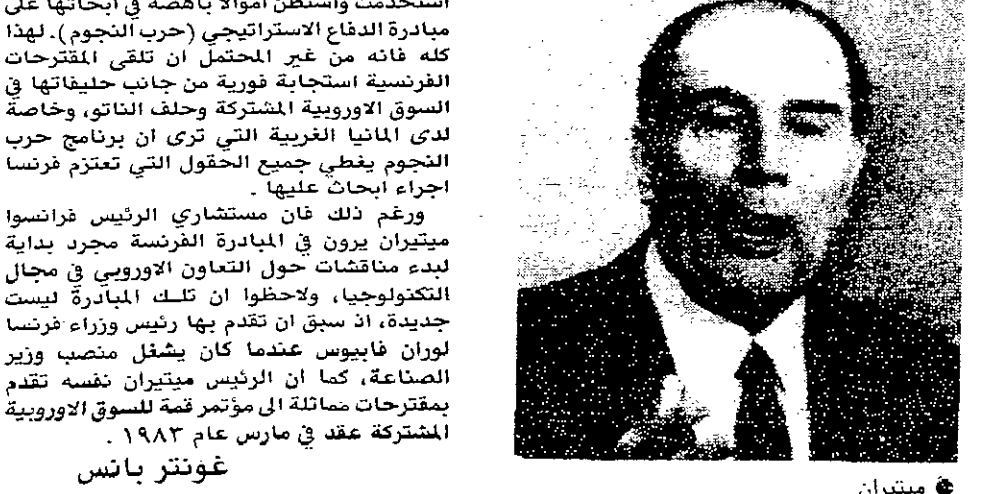 استخدمت واشنطن اموالا باهضة في ابحاثها على
مبادرة الدفاع الاستراتيجي (حرب النجوم). لهذا
كله فانه من غير المحتمل ان تلقى المقترحات
الفرنسية استجابة فورية من جانب حليفاتها في
السوق الاوروبية المشتركة وحلف الناتو، وخاصة
لدى المانيا الغربية التي ترى ان برنامج حرب
النجوم يغطي جميع الحقول التي تعتزم فرنسا
اجراء ابحاث عليها .
ورغم ذلك فان مستشاري الرئيس فرانسوا
ميتيران يرون في المبادرة الفرنسة مجرد بداية
لبدء مناقشات حول التعاون الاوروبي في مجال
التكنولوجيا، ولاحظوا ان تلك المبادرة ليست
جديدة، اذ سبق ان تقدم بها رئيس وزراء فرنسا
لوران فابيوس عندما كان يشغل منصب وزير
الصناعة، كما ان الرئيس ميتيران نفسه تقدم
بمقترحات مماثلة الى مؤتمر قمة للسوق الاوروبية
المشتركة عقد في مارس عام ١٩٨٣ .
غونتر بانس
ميتيران